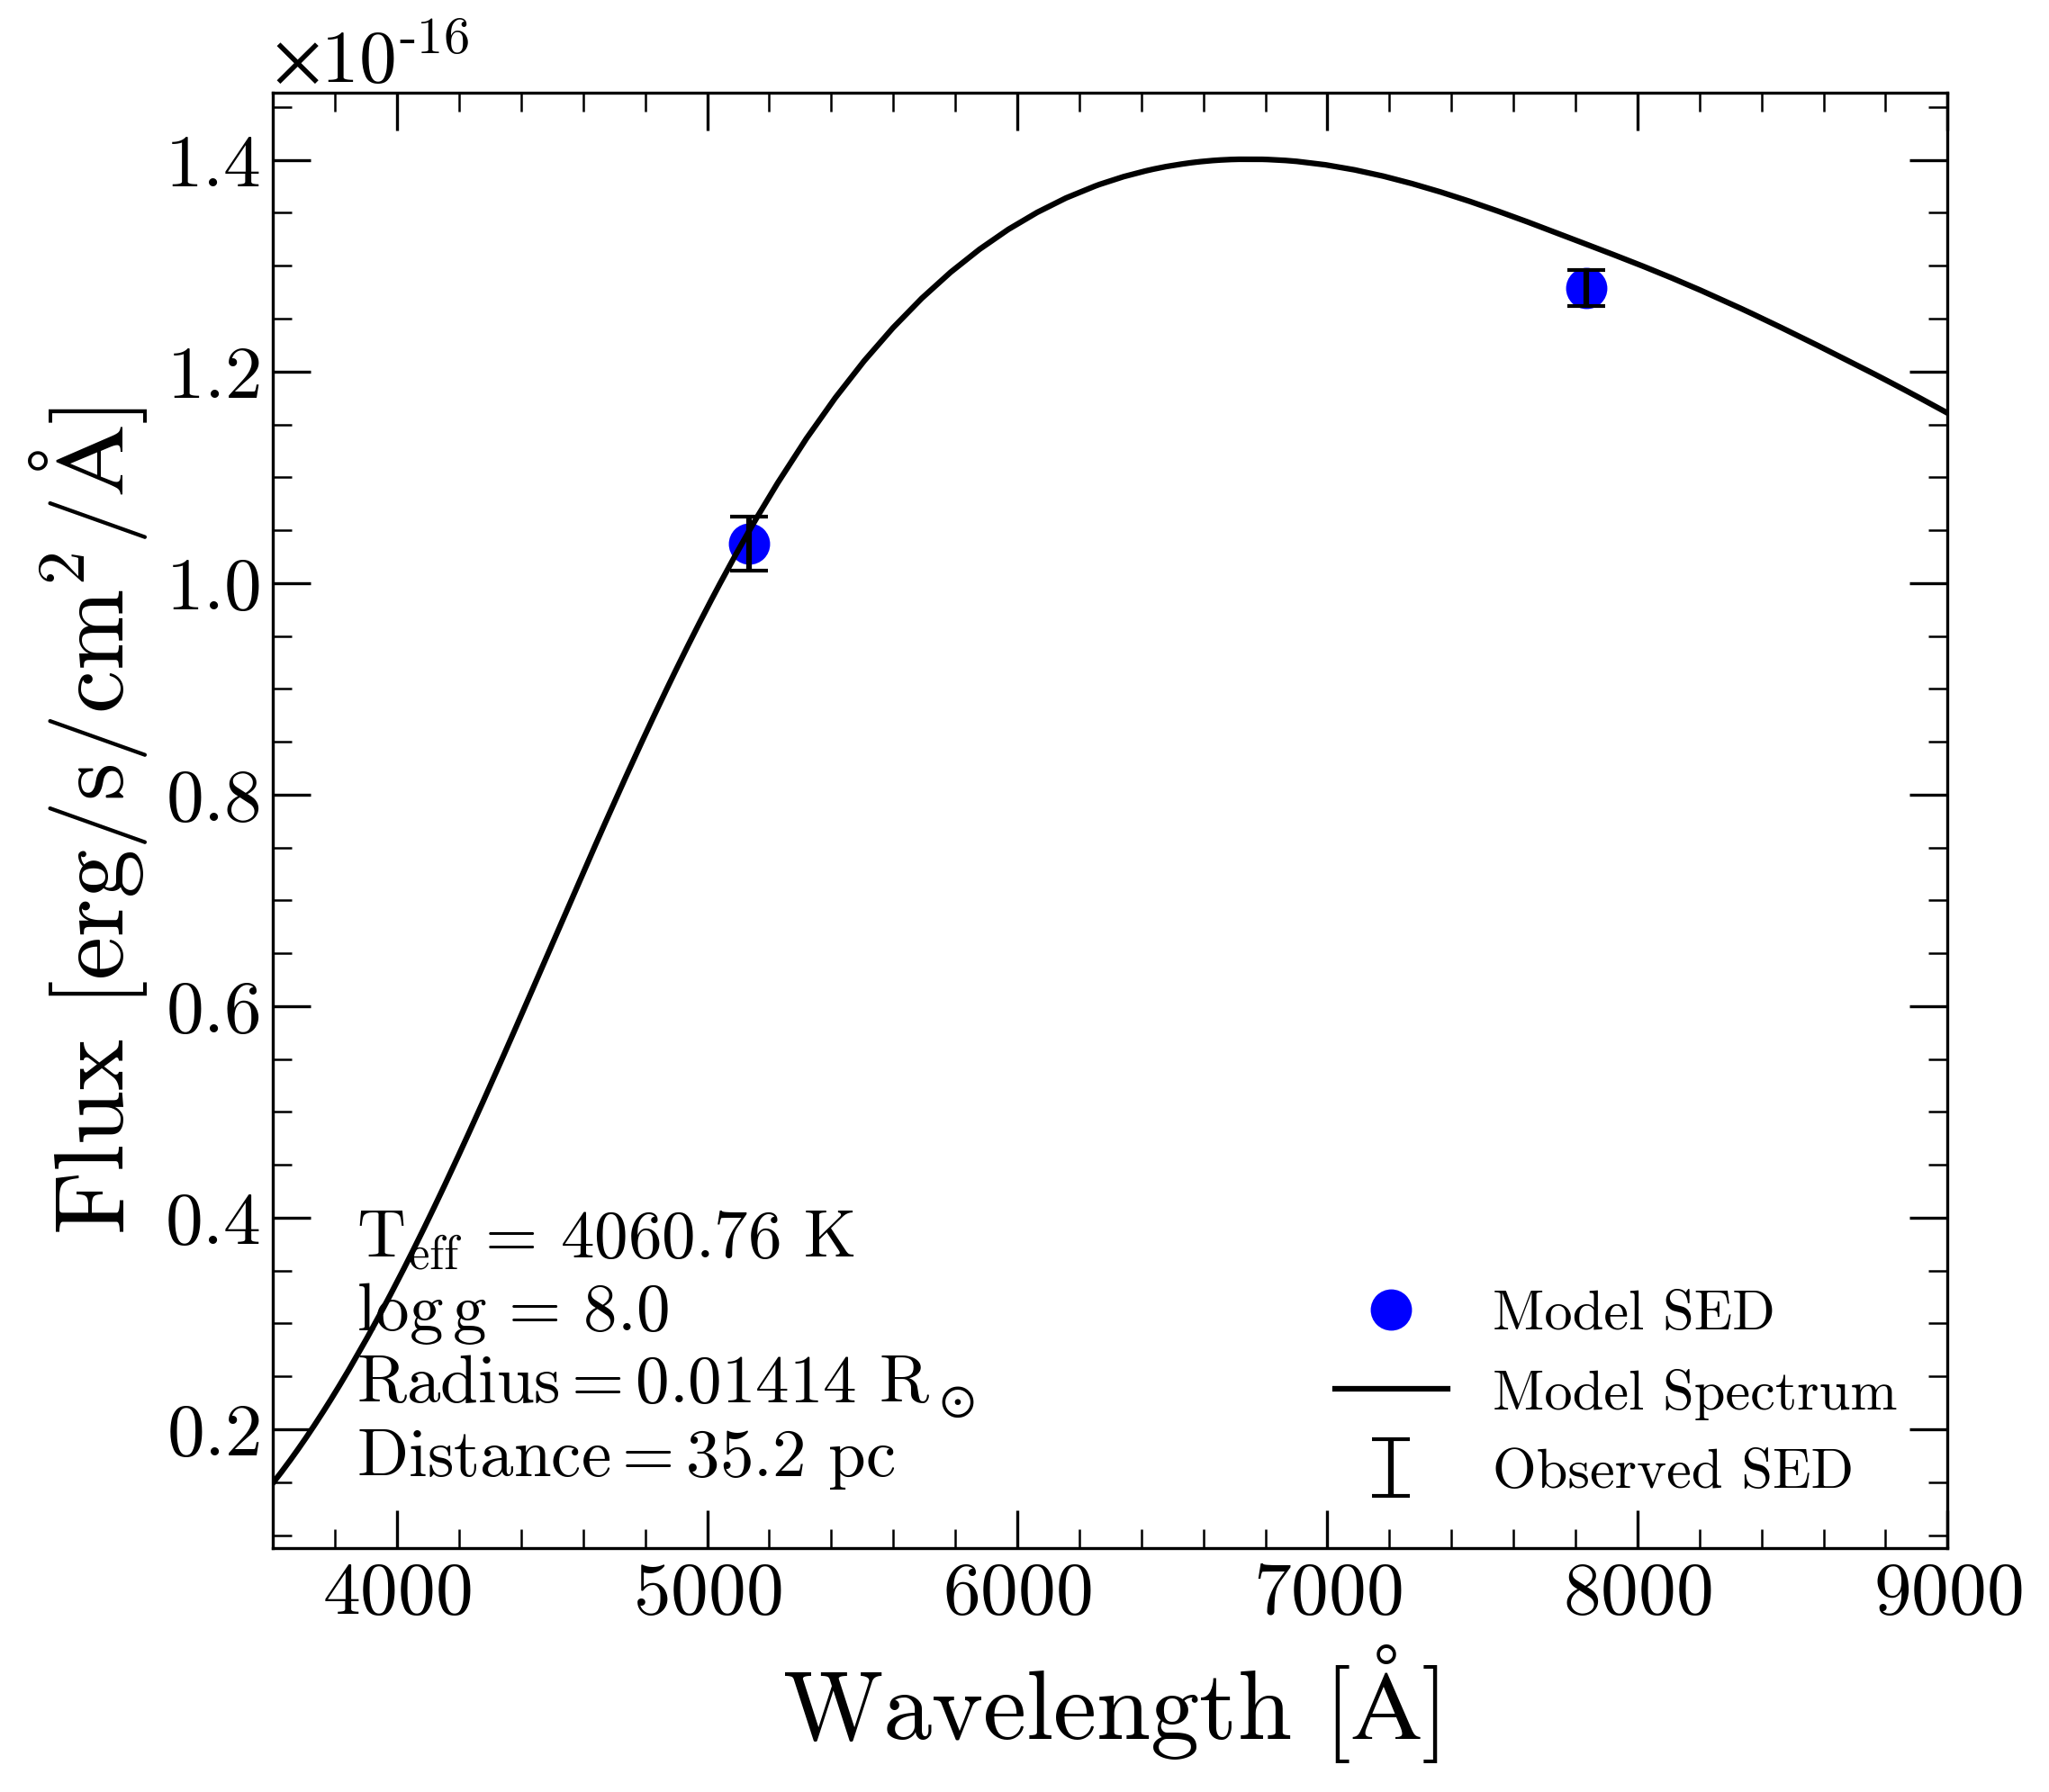 ×10-16
1.4
1.2
1.0
0.8
0.6
0.4
0.2
Flux [erg/s/cm2/Å]
Teff = 4060.76 K
log g = 8.0
Radius = 0.01414 R⊙
Distance = 35.2 pc
Model SED
Model Spectrum
Observed SED
4000 5000 6000 7000 8000 9000
Wavelength [Å]